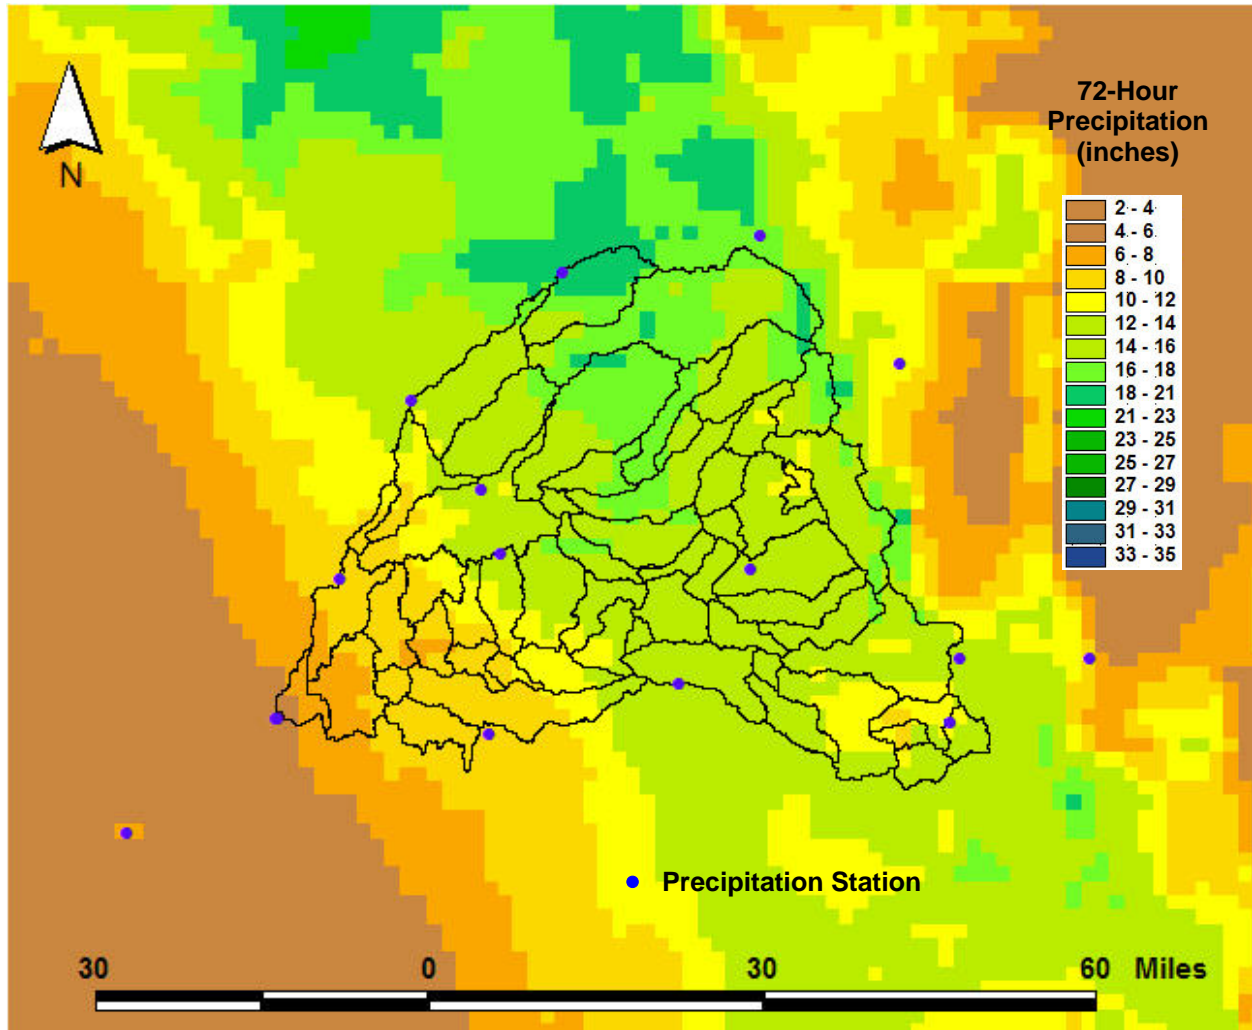 N
72-Hour
Precipitation
(inches)
2 - 4
4 - 6
6 - 8
8 - 10
10 - 12
12 - 14
14 - 16
16 - 18
18 - 21
21 - 23
23 - 25
25 - 27
27 - 29
29 - 31
31 - 33
33 - 35
Precipitation Station
30 0 30 60 Miles